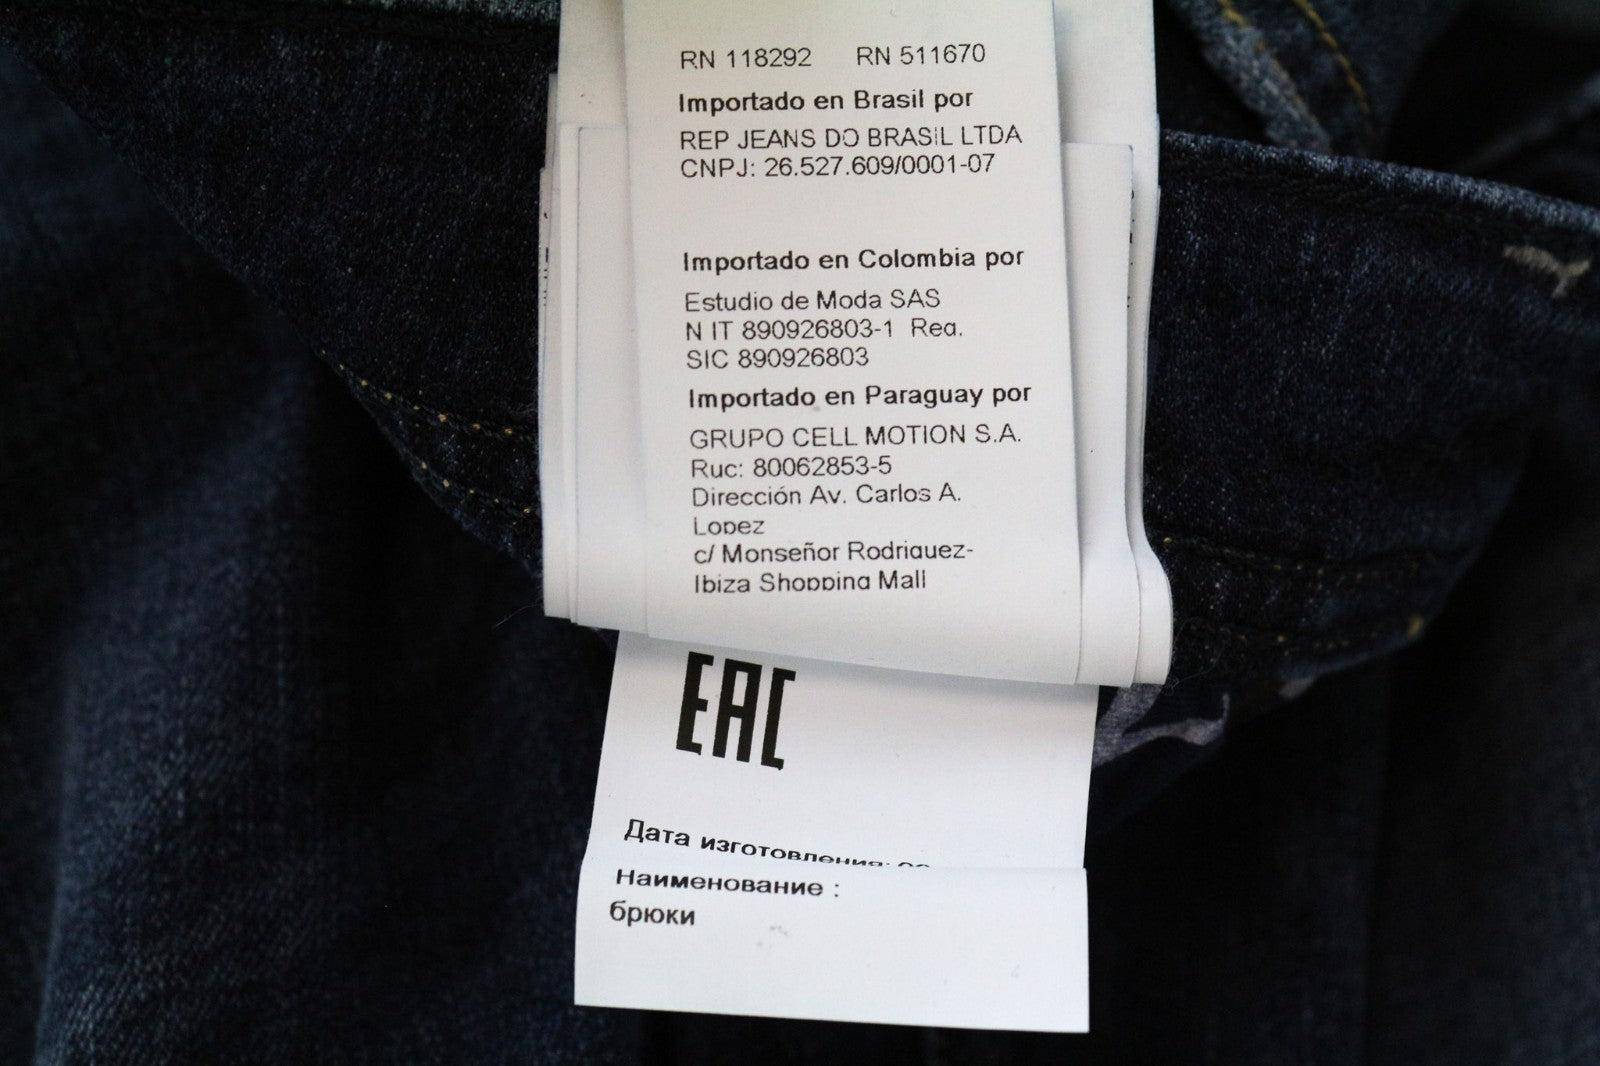 RN 118292 RN 511670
Importado en Brasil por
REP JEANS DO BRASIL LTDA
CNPJ: 26.527.609/0001-07
Importado en Colombia por
Estudio de Moda SAS
N IT 890926803-1 Reg.
SIC 890926803
Importado en Paraguay por
GRUPO CELL MOTION S.A.
Ruc: 80062853-5
Dirección Av. Carlos A.
Lopez
c/ Monseñor Rodriguez-
Ibiza Shopping Mall
EAC
Дата изготовления:
Наименование :
брюки